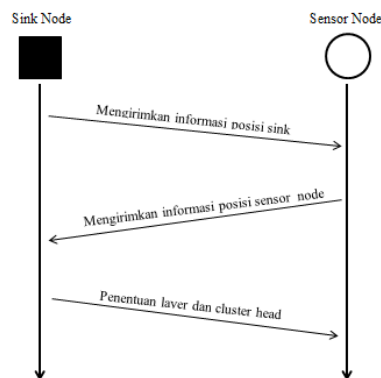 Sink Node
Sensor Node
Mengirimkan informasi posisi sink
Mengirimkan informasi posisi sensor node
Penentuan layer dan cluster head